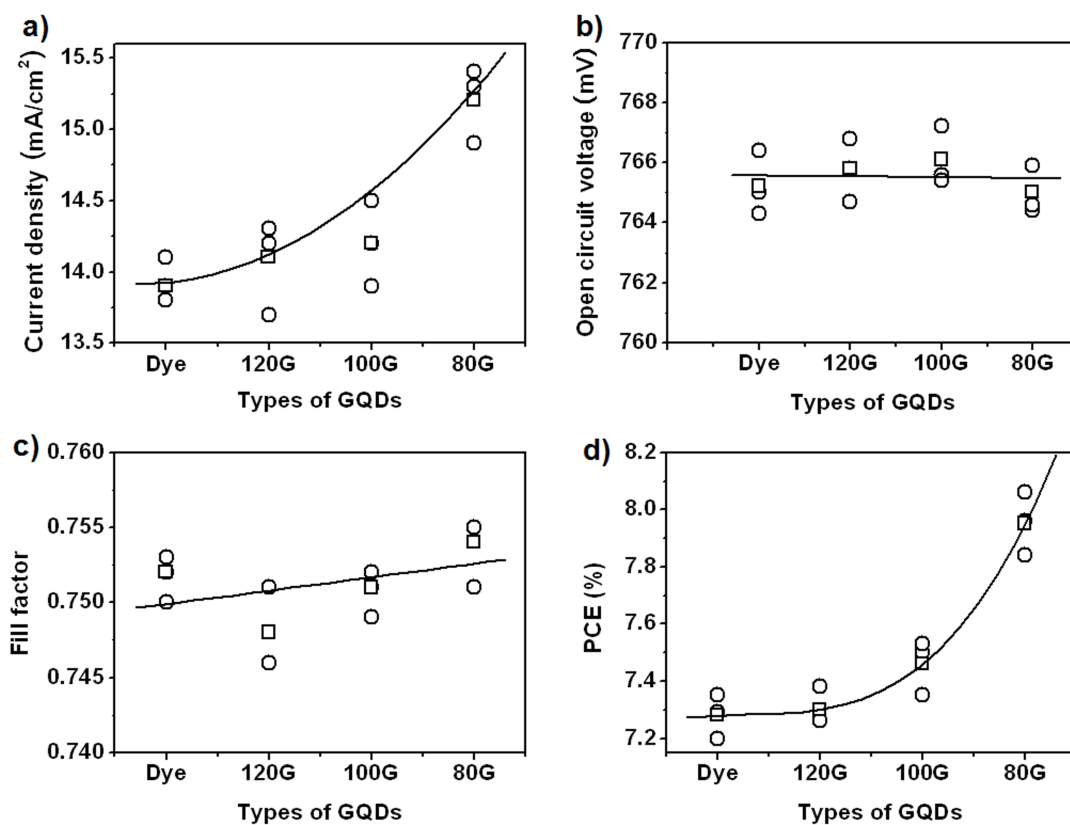 a)
Current density (mA/cm²)
15.5
15.0
14.5
14.0
13.5
Dye 120G 100G 80G
Types of GQDs
b)
Open circuit voltage (mV)
770
768
766
764
762
760
Dye 120G 100G 80G
Types of GQDs
c)
Fill factor
0.760
0.755
0.750
0.745
0.740
Dye 120G 100G 80G
Types of GQDs
d)
PCE (%)
8.2
8.0
7.8
7.6
7.4
7.2
Dye 120G 100G 80G
Types of GQDs